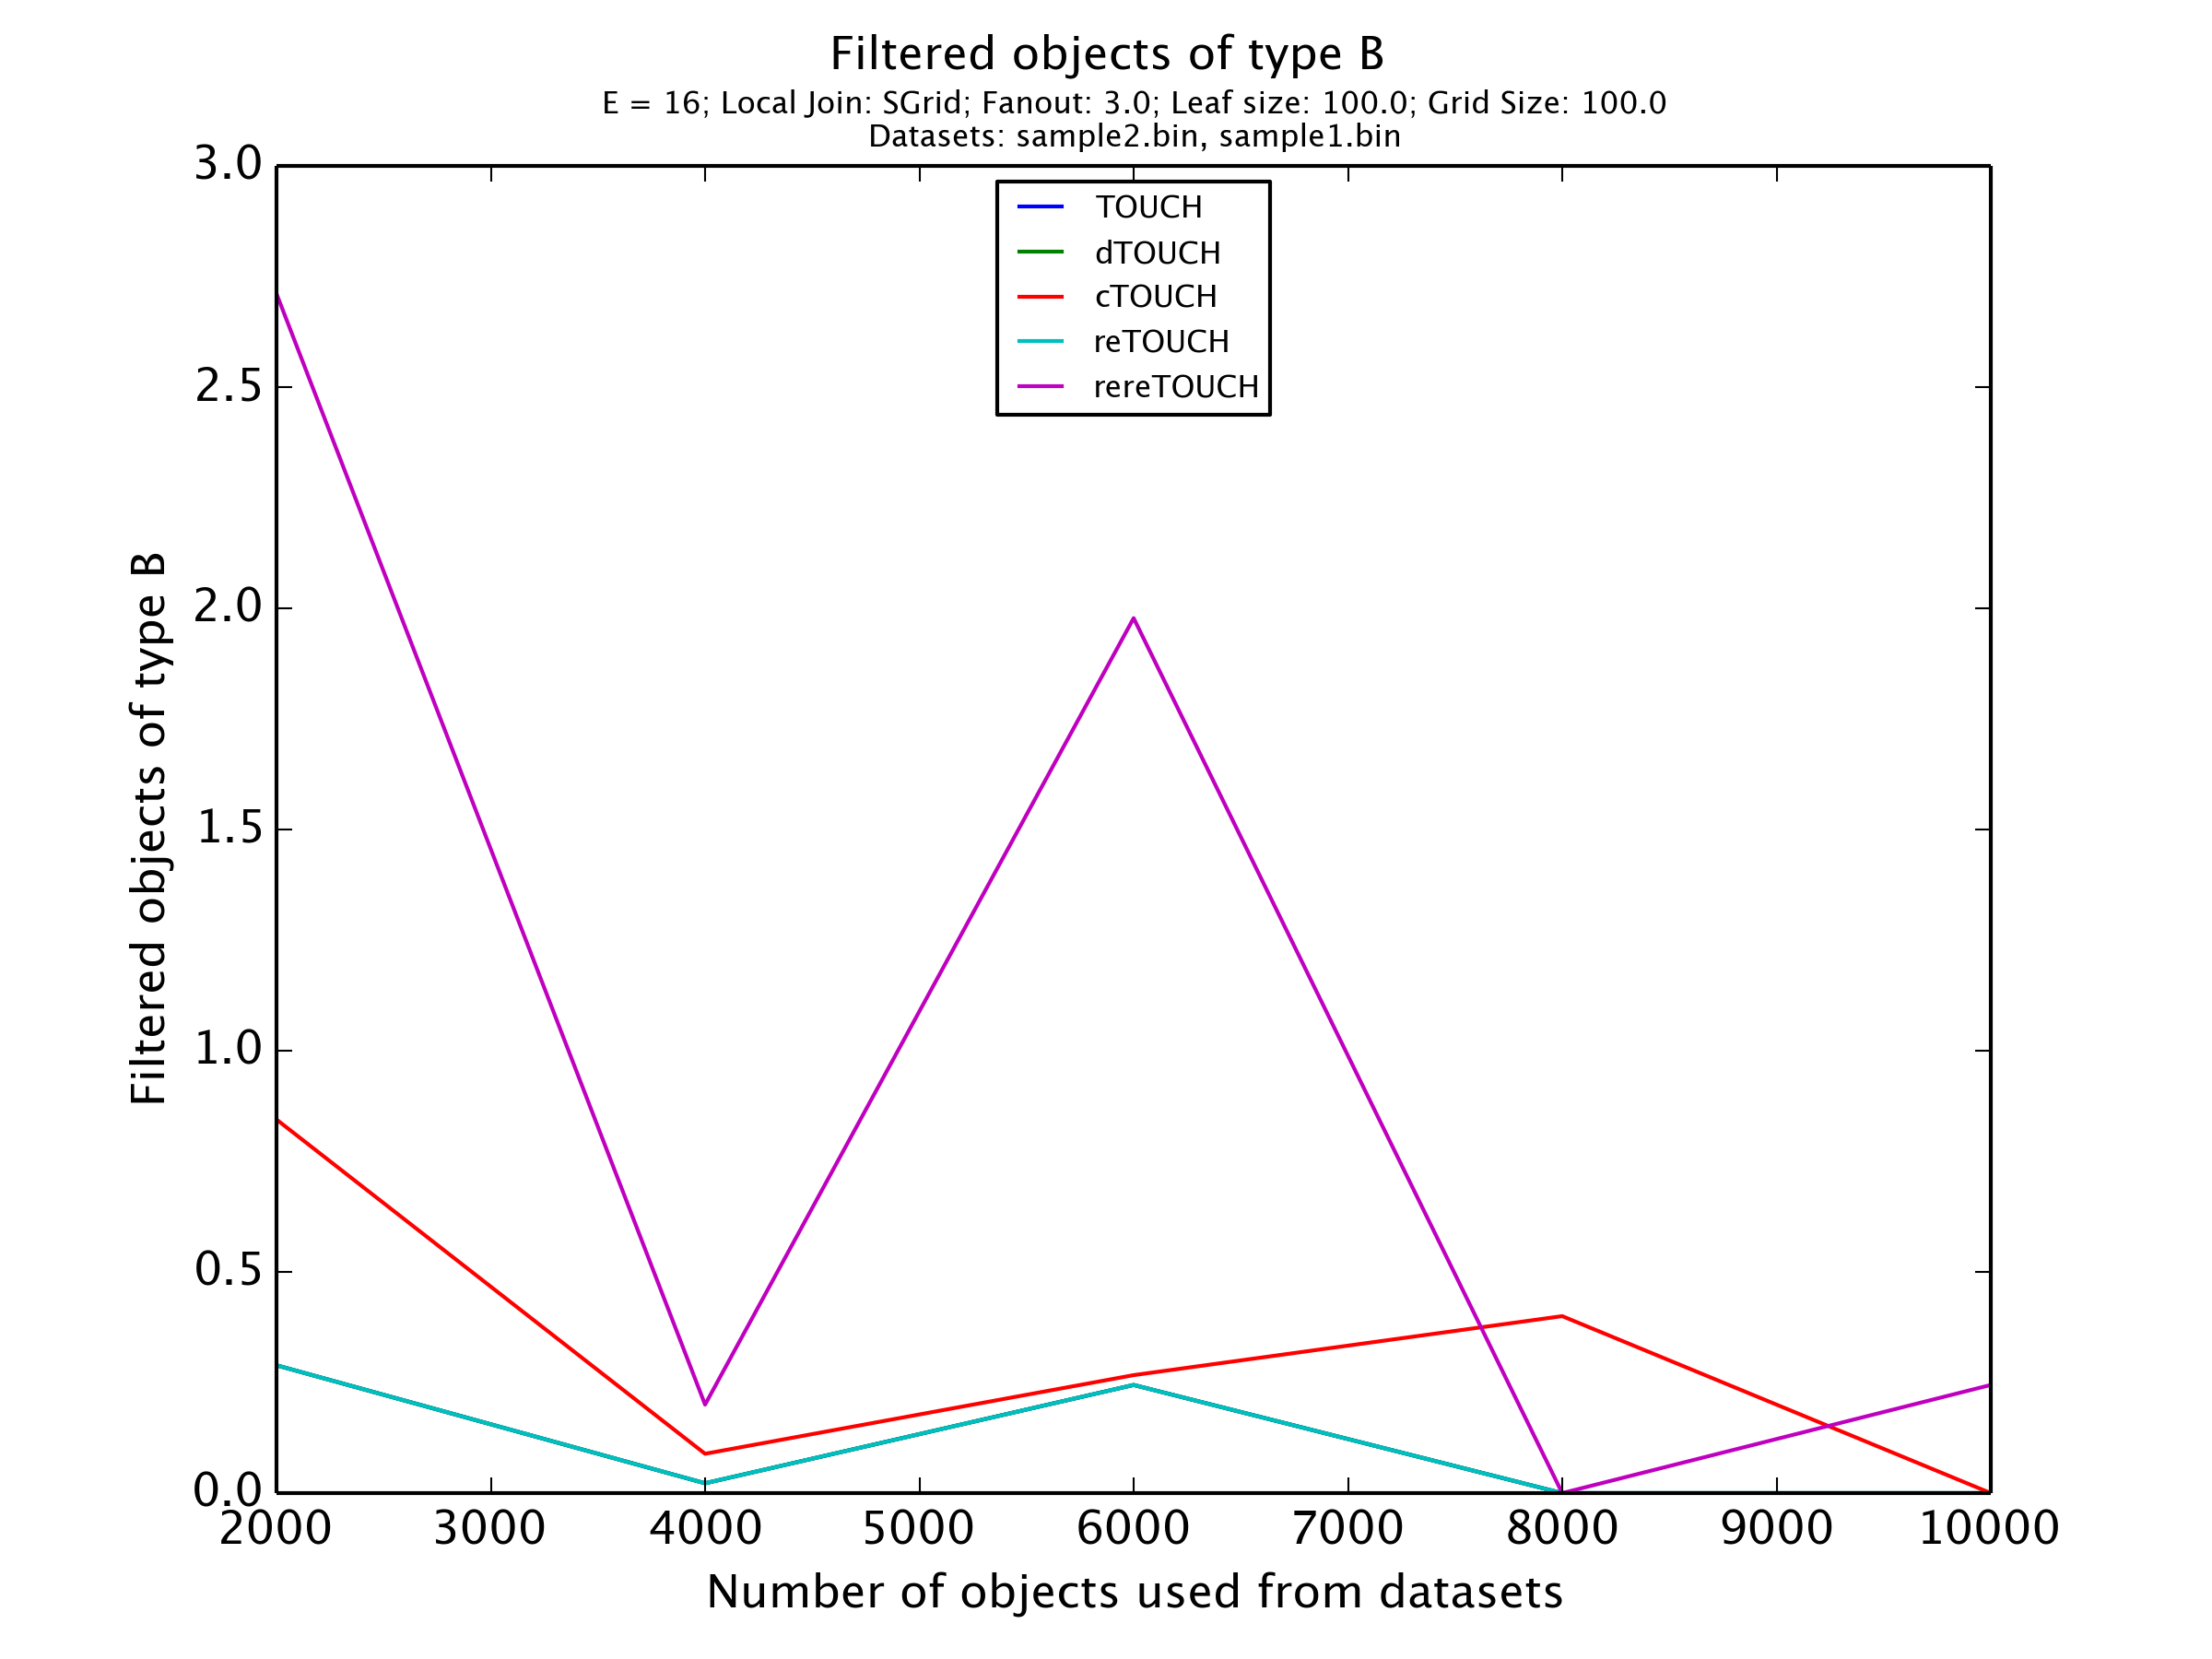 Filtered objects of type B
E = 16; Local Join: SGrid; Fanout: 3.0; Leaf size: 100.0; Grid Size: 100.0
Datasets: sample2.bin, sample1.bin
TOUCH
dTOUCH
cTOUCH
reTOUCH
rereTOUCH
Filtered objects of type B
3.0
2.5
2.0
1.5
1.0
0.5
0.0
2000 3000 4000 5000 6000 7000 8000 9000 10000
Number of objects used from datasets